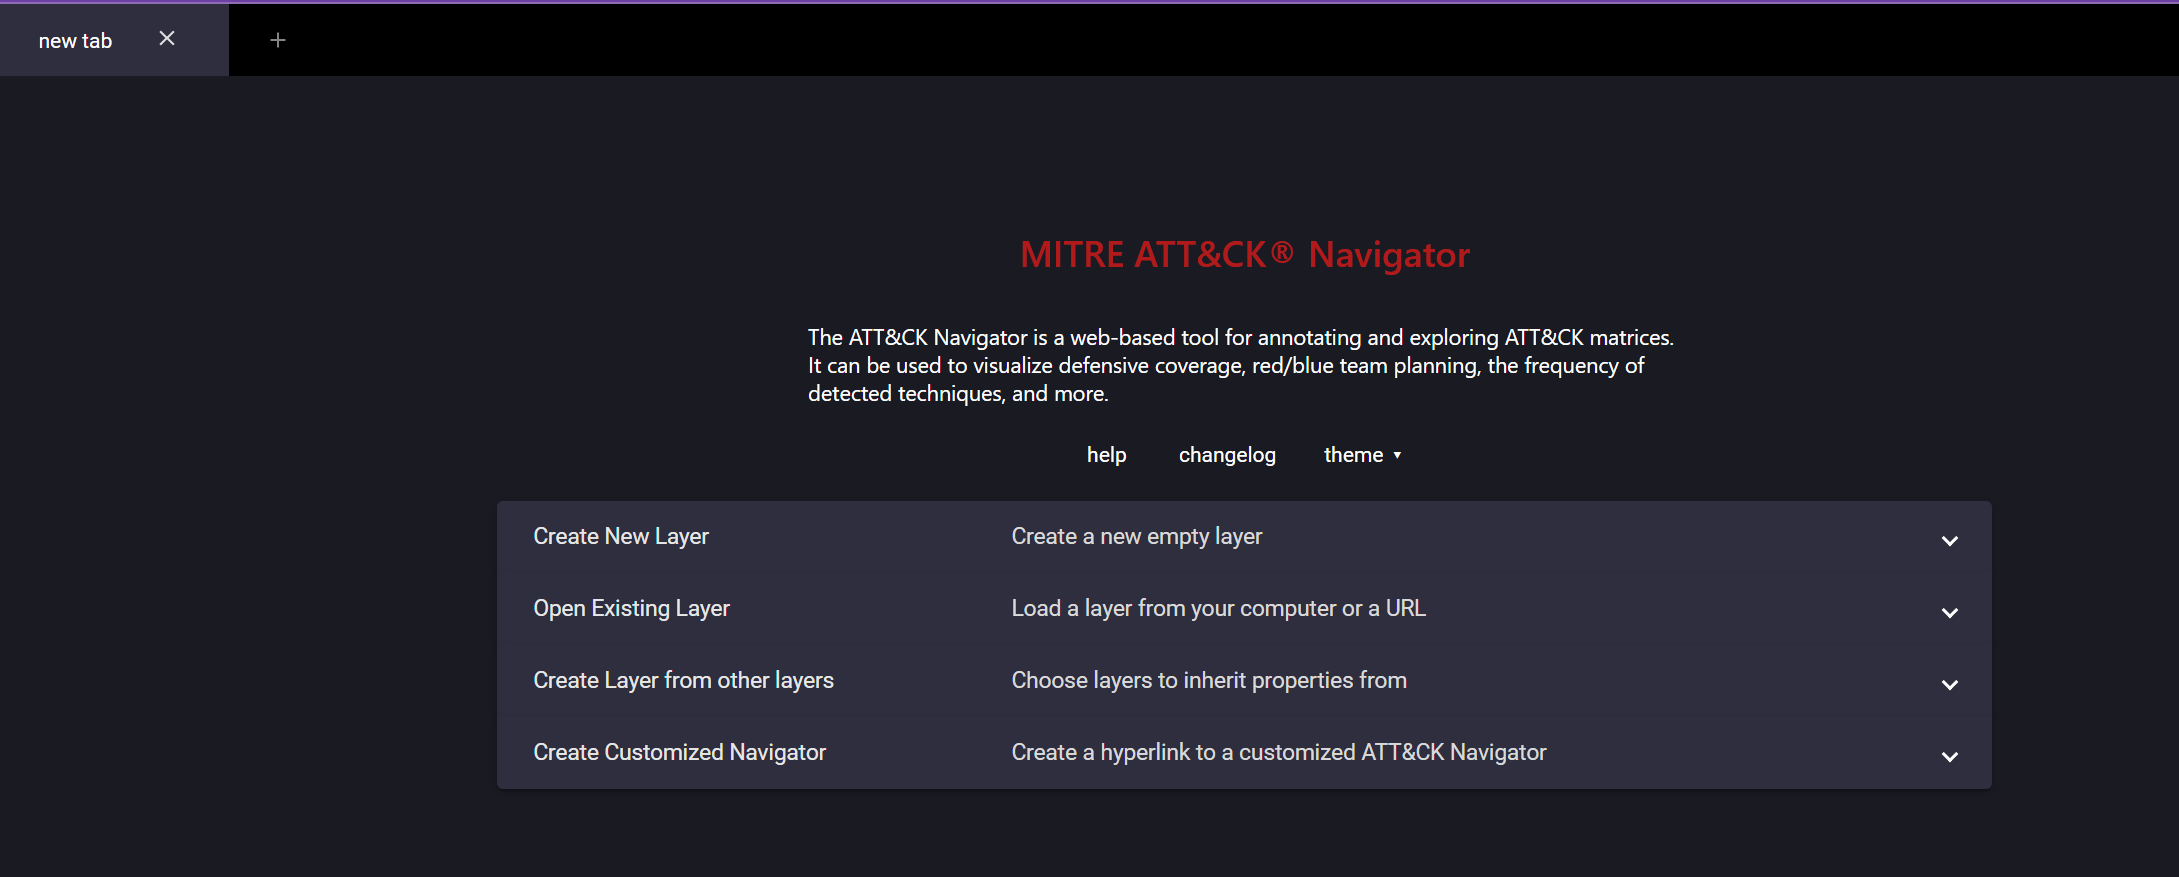 new tab
MITRE ATT&CK® Navigator
The ATT&CK Navigator is a web-based tool for annotating and exploring ATT&CK matrices.
It can be used to visualize defensive coverage, red/blue team planning, the frequency of
detected techniques, and more.
help changelog theme ▾
Create New Layer Create a new empty layer
Open Existing Layer Load a layer from your computer or a URL
Create Layer from other layers Choose layers to inherit properties from
Create Customized Navigator Create a hyperlink to a customized ATT&CK Navigator